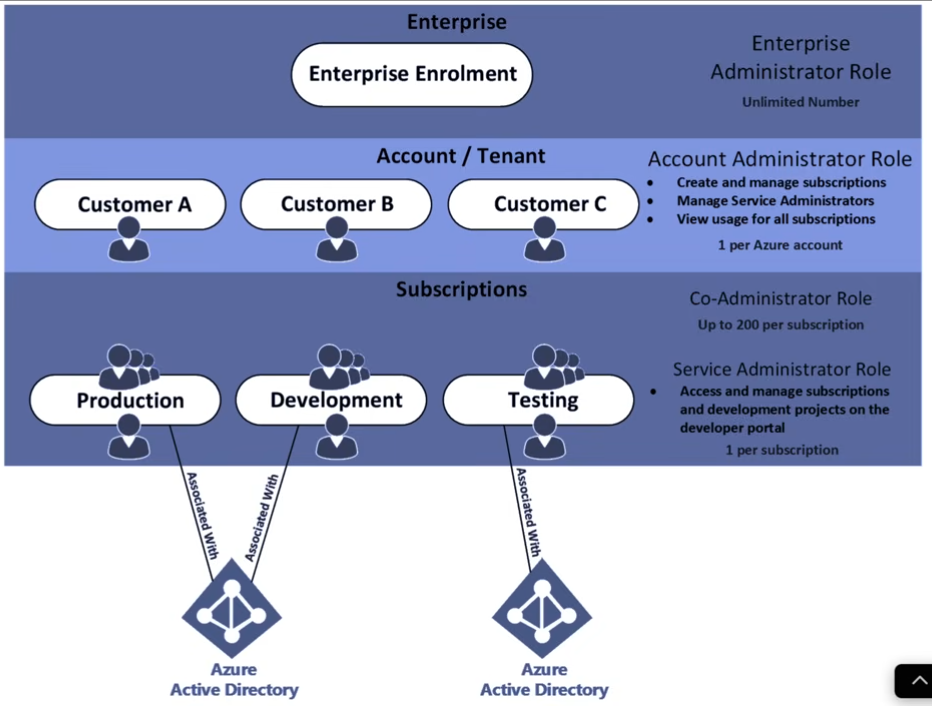 Enterprise
Enterprise Enrolment
Enterprise
Administrator Role
Unlimited Number
Account / Tenant
Customer A
Customer B
Customer C
Account Administrator Role
• Create and manage subscriptions
• Manage Service Administrators
• View usage for all subscriptions
1 per Azure account
Subscriptions
Co-Administrator Role
Up to 200 per subscription
Production
Development
Testing
Service Administrator Role
• Access and manage subscriptions
and development projects on the
developer portal
1 per subscription
Associated With
Associated With
Associated With
Azure
Active Directory
Azure
Active Directory